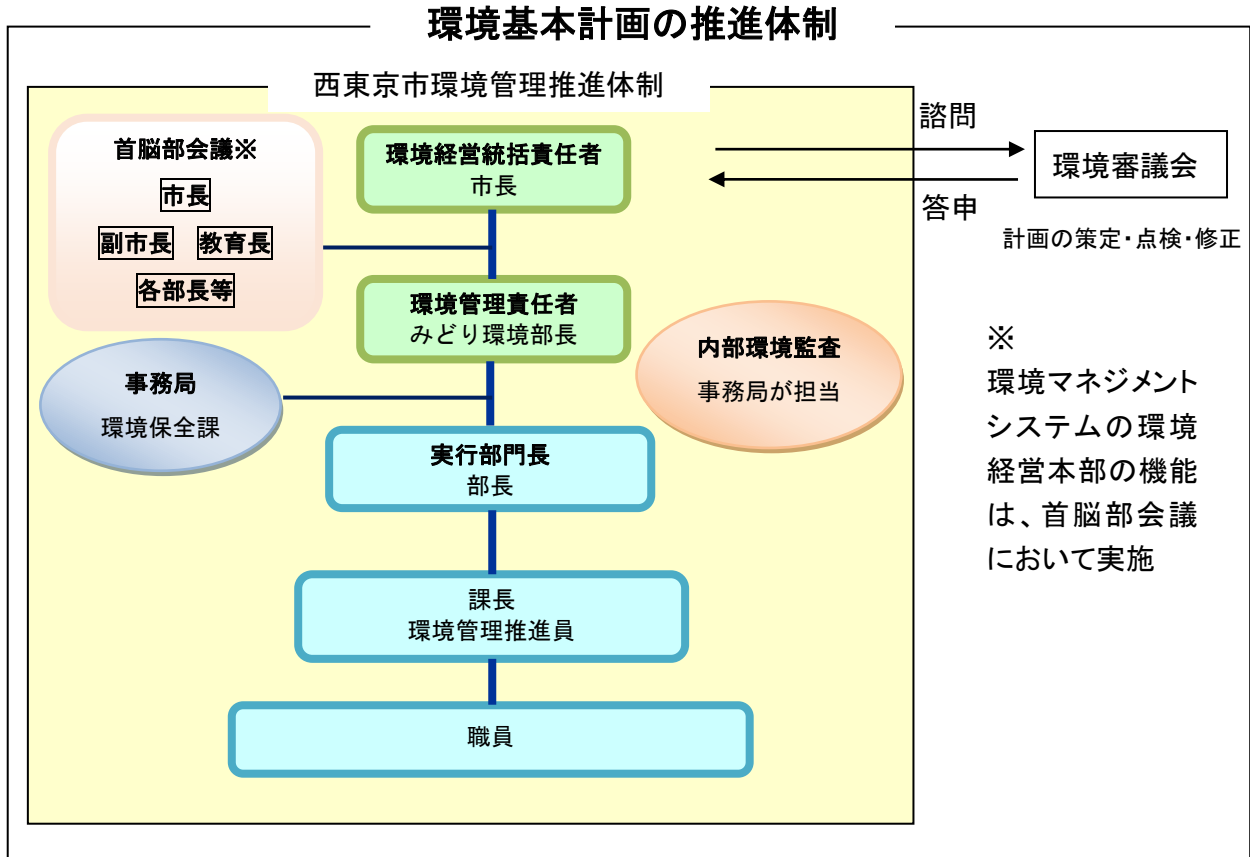 環境基本計画の推進体制
西東京市環境管理推進体制
首脳部会議※
市長
副市長 教育長
各部長等
環境経営統括責任者
市長
諮問
答申
環境審議会
計画の策定・点検・修正
環境管理責任者
みどり環境部長
事務局
環境保全課
内部環境監査
事務局が担当
実行部門長
部長
課長
環境管理推進員
職員
※
環境マネジメント
システムの環境
経営本部の機能
は、首脳部会議
において実施